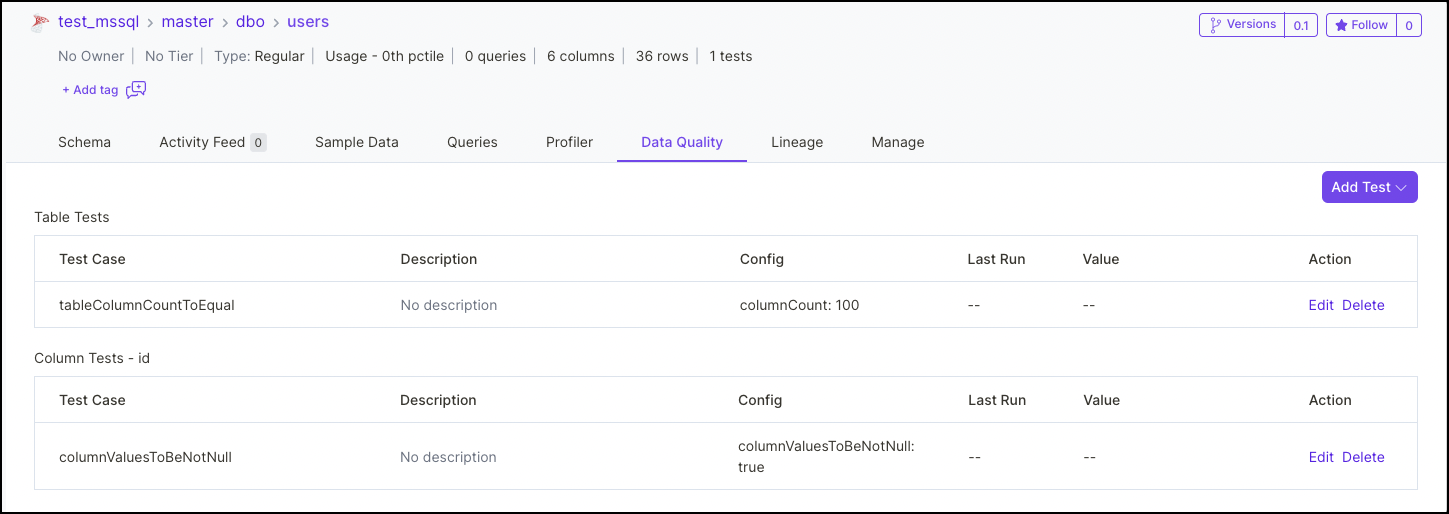 test_mssql > master > dbo > users
Versions 0.1 Follow 0
No Owner | No Tier | Type: Regular | Usage - 0th pctile | 0 queries | 6 columns | 36 rows | 1 tests
+ Add tag
Schema Activity Feed 0 Sample Data Queries Profiler Data Quality Lineage Manage
Add Test
Table Tests
Test Case Description Config Last Run Value Action
tableColumnCountToEqual No description columnCount: 100 -- -- Edit Delete
Column Tests - id
Test Case Description Config Last Run Value Action
columnValuesToBeNotNull No description columnValuesToBeNotNull: true -- -- Edit Delete